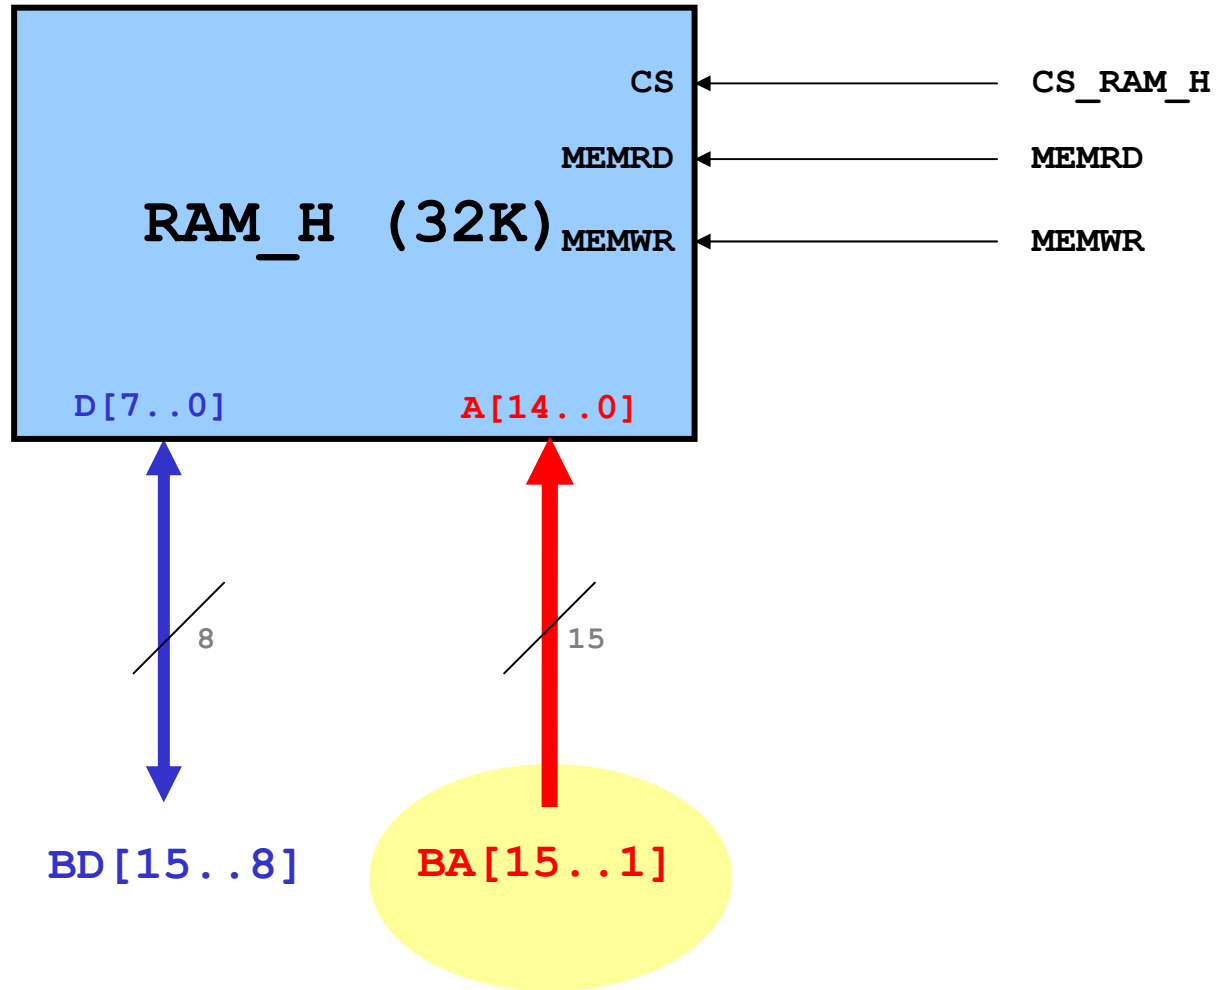 CS CS_RAM_H
MEMRD MEMRD
RAM_H (32K) MEMWR MEMWR
D[7..0] A[14..0]
8 15
BD[15..8] BA[15..1]